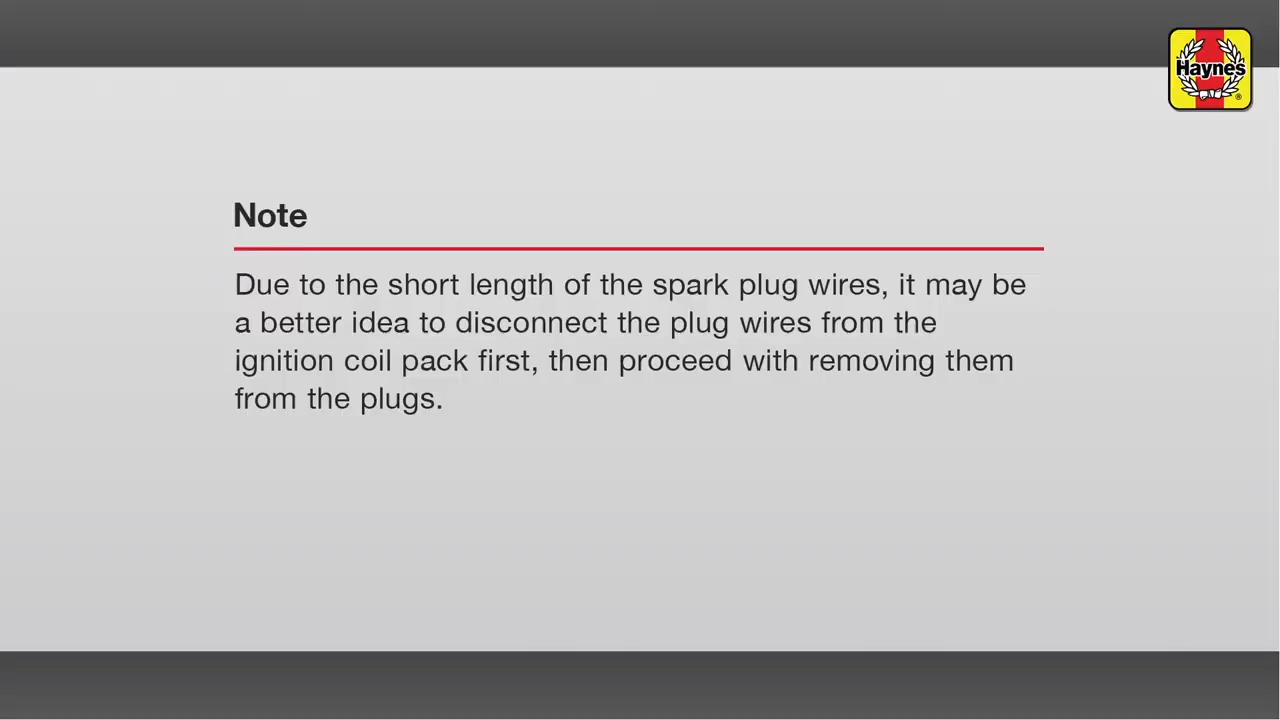 Haynes
®
Note
Due to the short length of the spark plug wires, it may be
a better idea to disconnect the plug wires from the
ignition coil pack first, then proceed with removing them
from the plugs.